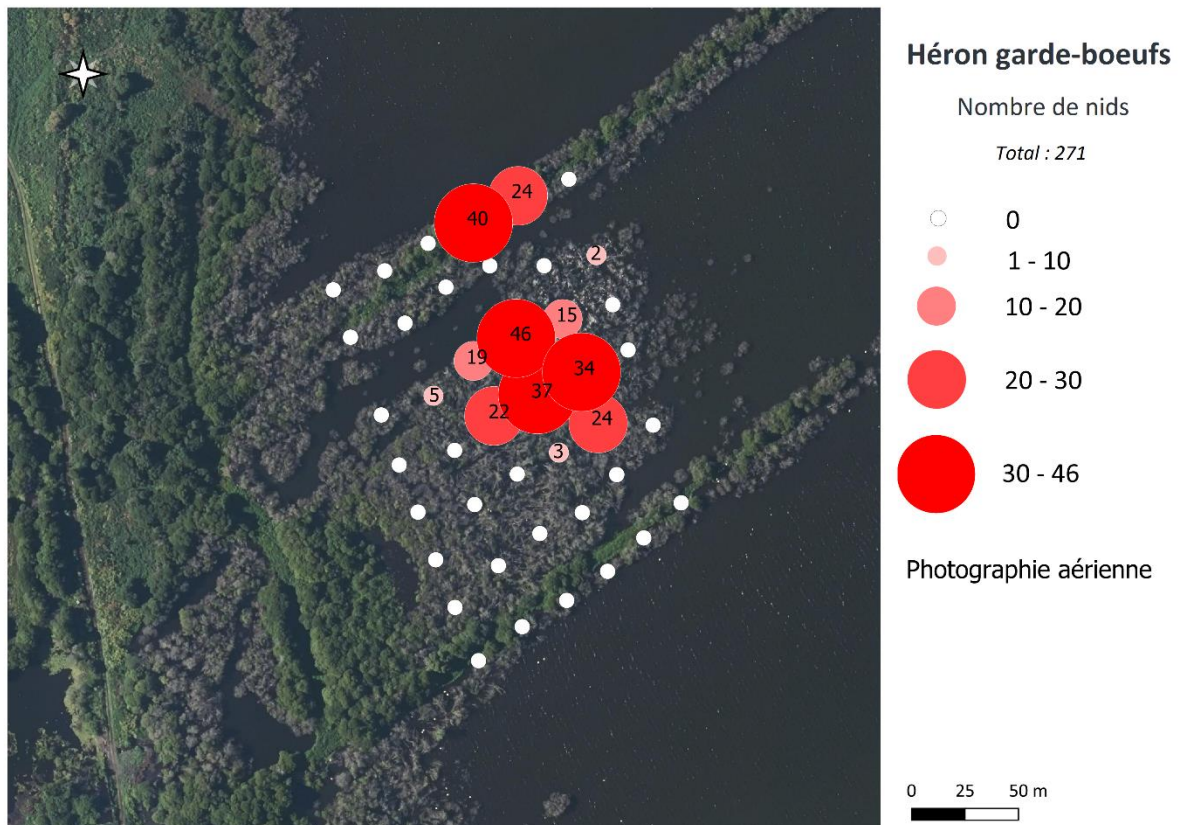 Héron garde-boeufs
Nombre de nids
Total : 271
0
1 - 10
10 - 20
20 - 30
30 - 46
Photographie aérienne
0 25 50 m
24
40
2
15
46
19
34
5
37
22
24
3